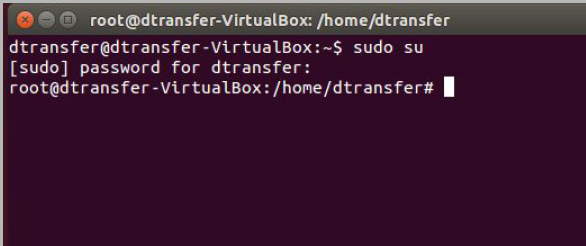 root@dtransfer-VirtualBox: /home/dtransfer
dtransfer@dtransfer-VirtualBox:~$ sudo su
[sudo] password for dtransfer:
root@dtransfer-VirtualBox:/home/dtransfer#